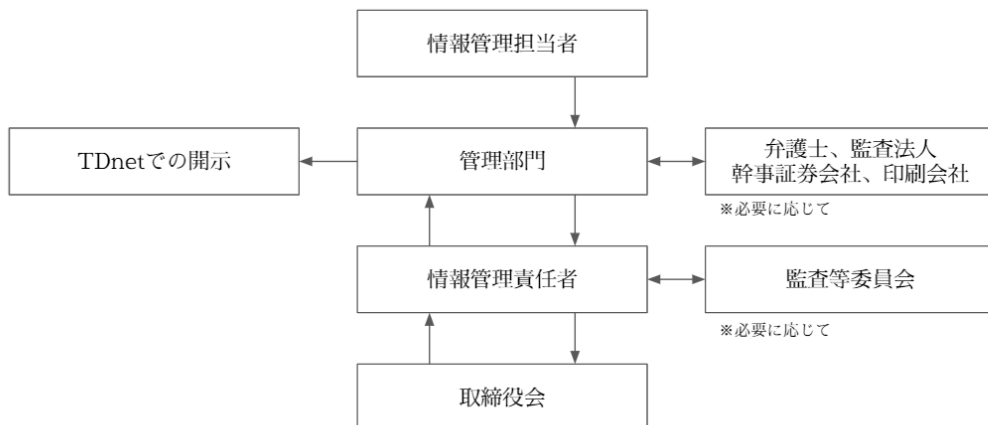 情報管理担当者
TDnetでの開示
管理部門
弁護士、監査法人
幹事証券会社、印刷会社
※必要に応じて
情報管理責任者
監査等委員会
※必要に応じて
取締役会